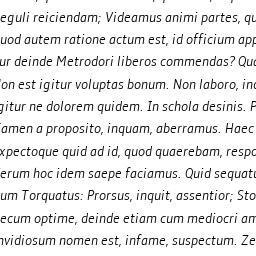 eguli reiciendam; Videamus animi partes, qu
uod autem ratione actum est, id officium app
ur deinde Metrodori liberos commendas? Qua
on est igitur voluptas bonum. Non laboro, inq
gitur ne dolorem quidem. In schola desinis. P
amen a proposito, inquam, aberramus. Haec
xpectoque quid ad id, quod quaerebam, respo
erum hoc idem saepe faciamus. Quid sequatu
um Torquatus: Prorsus, inquit, assentior; Sto
ecum optime, deinde etiam cum mediocri am
nvidiosum nomen est, infame, suspectum. Ze